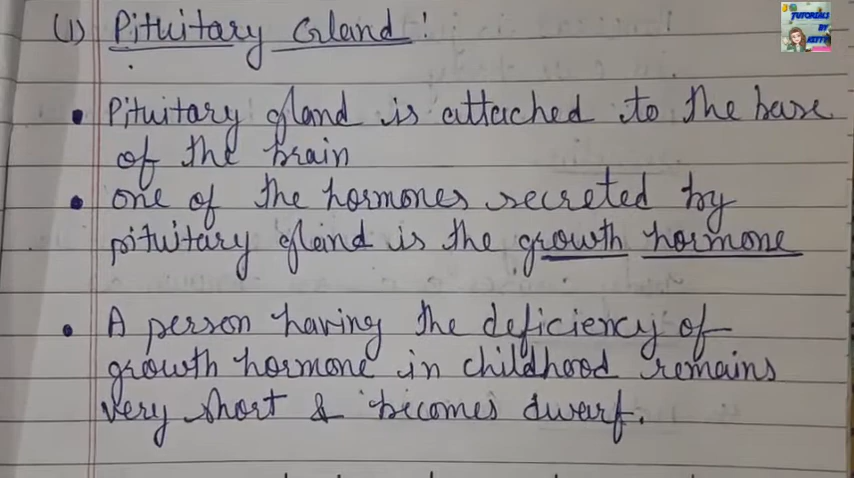 (1) Pituitary Gland :
• Pituitary gland is attached to the base
of the brain
• one of the hormones secreted by
pituitary gland is the growth hormone
• A person having the deficiency of
growth hormone in childhood remains
very short & becomes dwarf.
TUTORIALS
BY